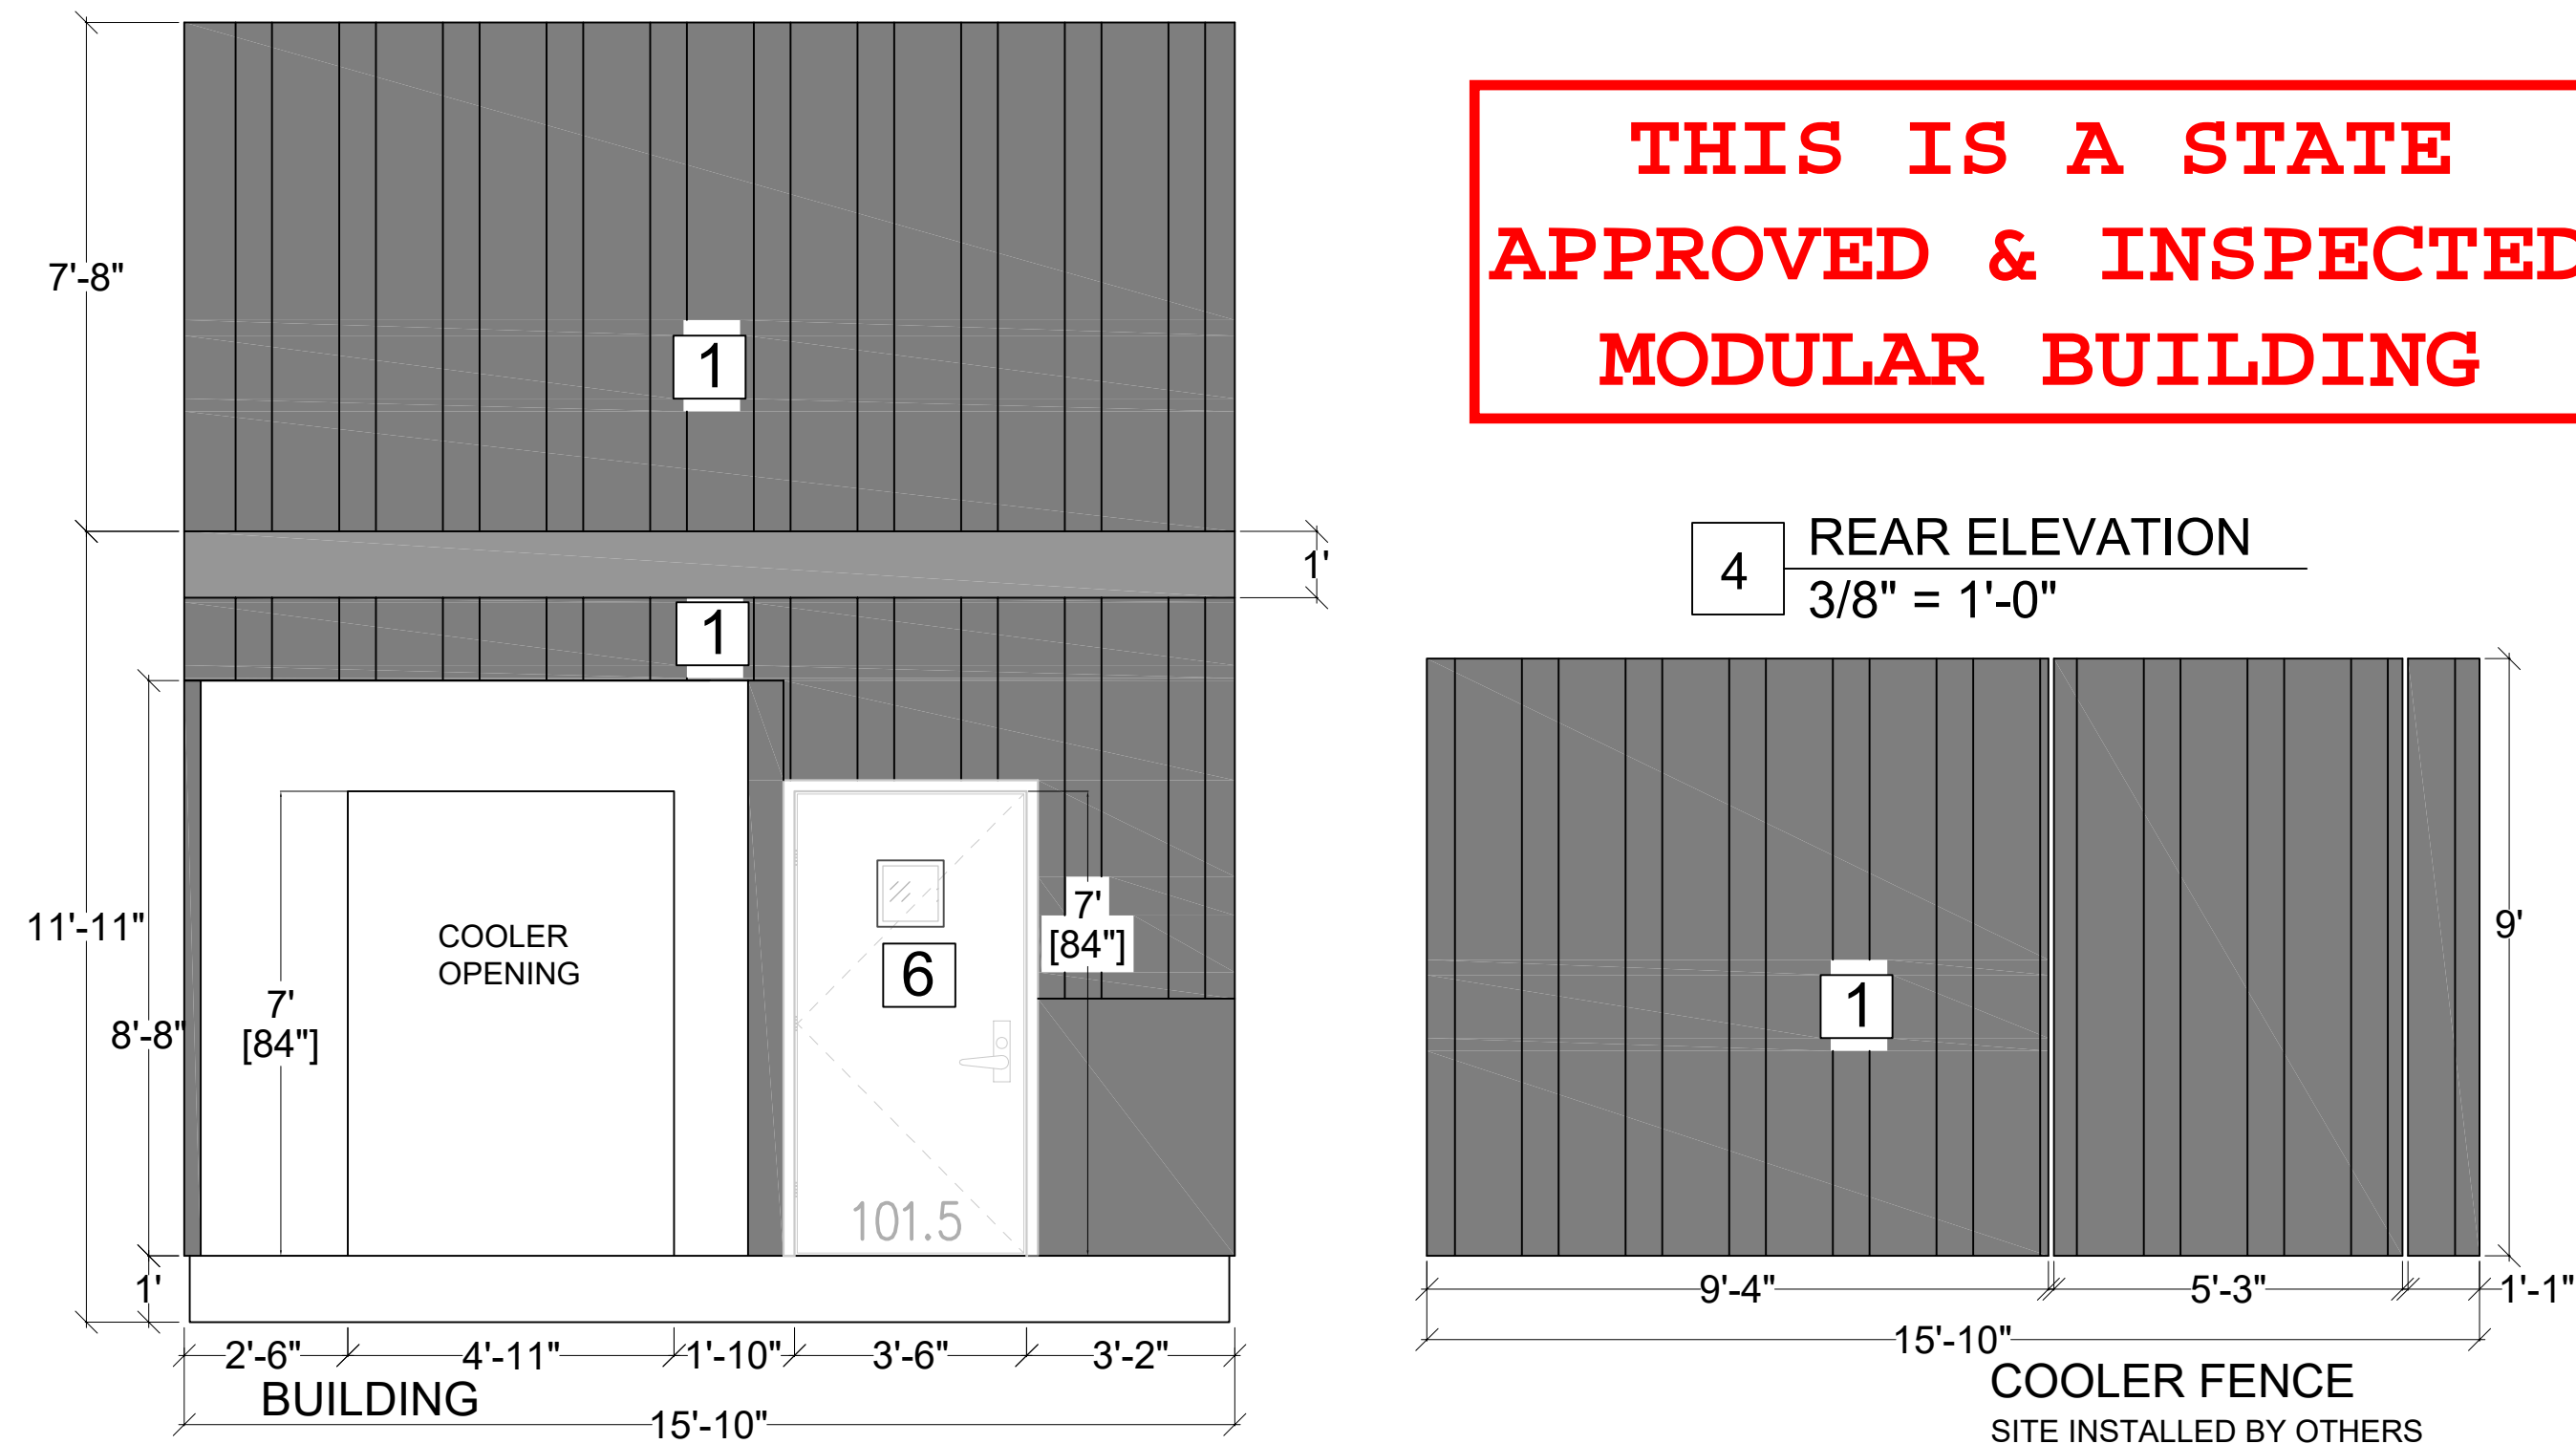 THIS IS A STATE
APPROVED & INSPECTED
MODULAR BUILDING
7'-8"
1
1'
4
REAR ELEVATION
3/8" = 1'-0"
1
11'-11"
8'-8"
7'
[84"]
COOLER
OPENING
6
7'
[84"]
101.5
1'
2'-6"
4'-11"
1'-10"
3'-6"
3'-2"
BUILDING
15'-10"
1
9'
9'-4"
5'-3"
1'-1"
15'-10"
COOLER FENCE
SITE INSTALLED BY OTHERS